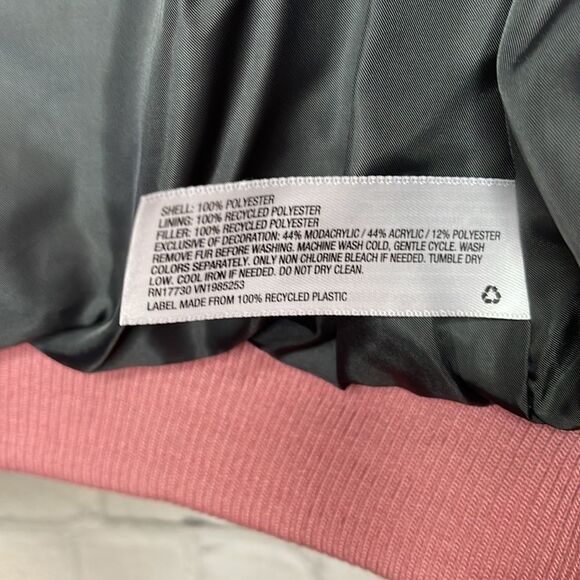 SHELL: 100% POLYESTER
LINING: 100% RECYCLED POLYESTER
FILLER: 100% RECYCLED POLYESTER
EXCLUSIVE OF DECORATION: 44% MODACRYLIC / 44% ACRYLIC / 12% POLYESTER
REMOVE FUR BEFORE WASHING. MACHINE WASH COLD, GENTLE CYCLE. WASH
COLORS SEPARATELY. ONLY NON CHLORINE BLEACH IF NEEDED. TUMBLE DRY
LOW. COOL IRON IF NEEDED. DO NOT DRY CLEAN.
RN17730 VN1985253
LABEL MADE FROM 100% RECYCLED PLASTIC